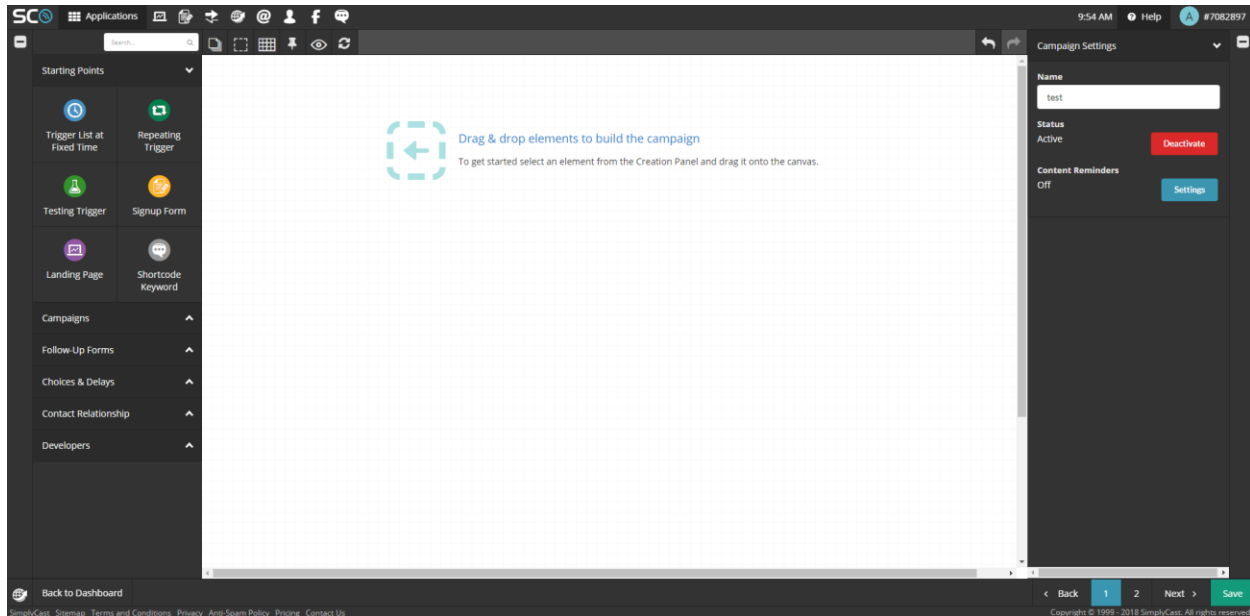 SC
Applications
9:54 AM
Help
A
#7082897
Search...
Starting Points
Trigger List at
Fixed Time
Repeating
Trigger
Testing Trigger
Signup Form
Landing Page
Shortcode
Keyword
Campaigns
Follow-Up Forms
Choices & Delays
Contact Relationship
Developers
Drag & drop elements to build the campaign
To get started select an element from the Creation Panel and drag it onto the canvas.
Campaign Settings
Name
test
Status
Active
Deactivate
Content Reminders
Off
Settings
Back to Dashboard
< Back 1 2 Next > Save
SimplyCast Sitemap Terms and Conditions Privacy Anti-Spam Policy Pricing Contact Us
Copyright © 1999 - 2018 SimplyCast. All rights reserved